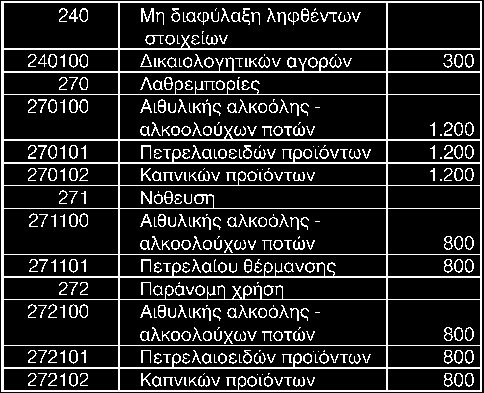 240 Μη διαφύλαξη ληφθέντων
στοιχείων
240100 Δικαιολογητικών αγορών 300
270 Λαθρεμπορίες
270100 Αιθυλικής αλκοόλης -
αλκοολούχων ποτών 1.200
270101 Πετρελαιοειδών προϊόντων 1.200
270102 Καπνικών προϊόντων 1.200
271 Νόθευση
271100 Αιθυλικής αλκοόλης -
αλκοολούχων ποτών 800
271101 Πετρελαίου θέρμανσης 800
272 Παράνομη χρήση
272100 Αιθυλικής αλκοόλης -
αλκοολούχων ποτών 800
272101 Πετρελαιοειδών προϊόντων 800
272102 Καπνικών προϊόντων 800